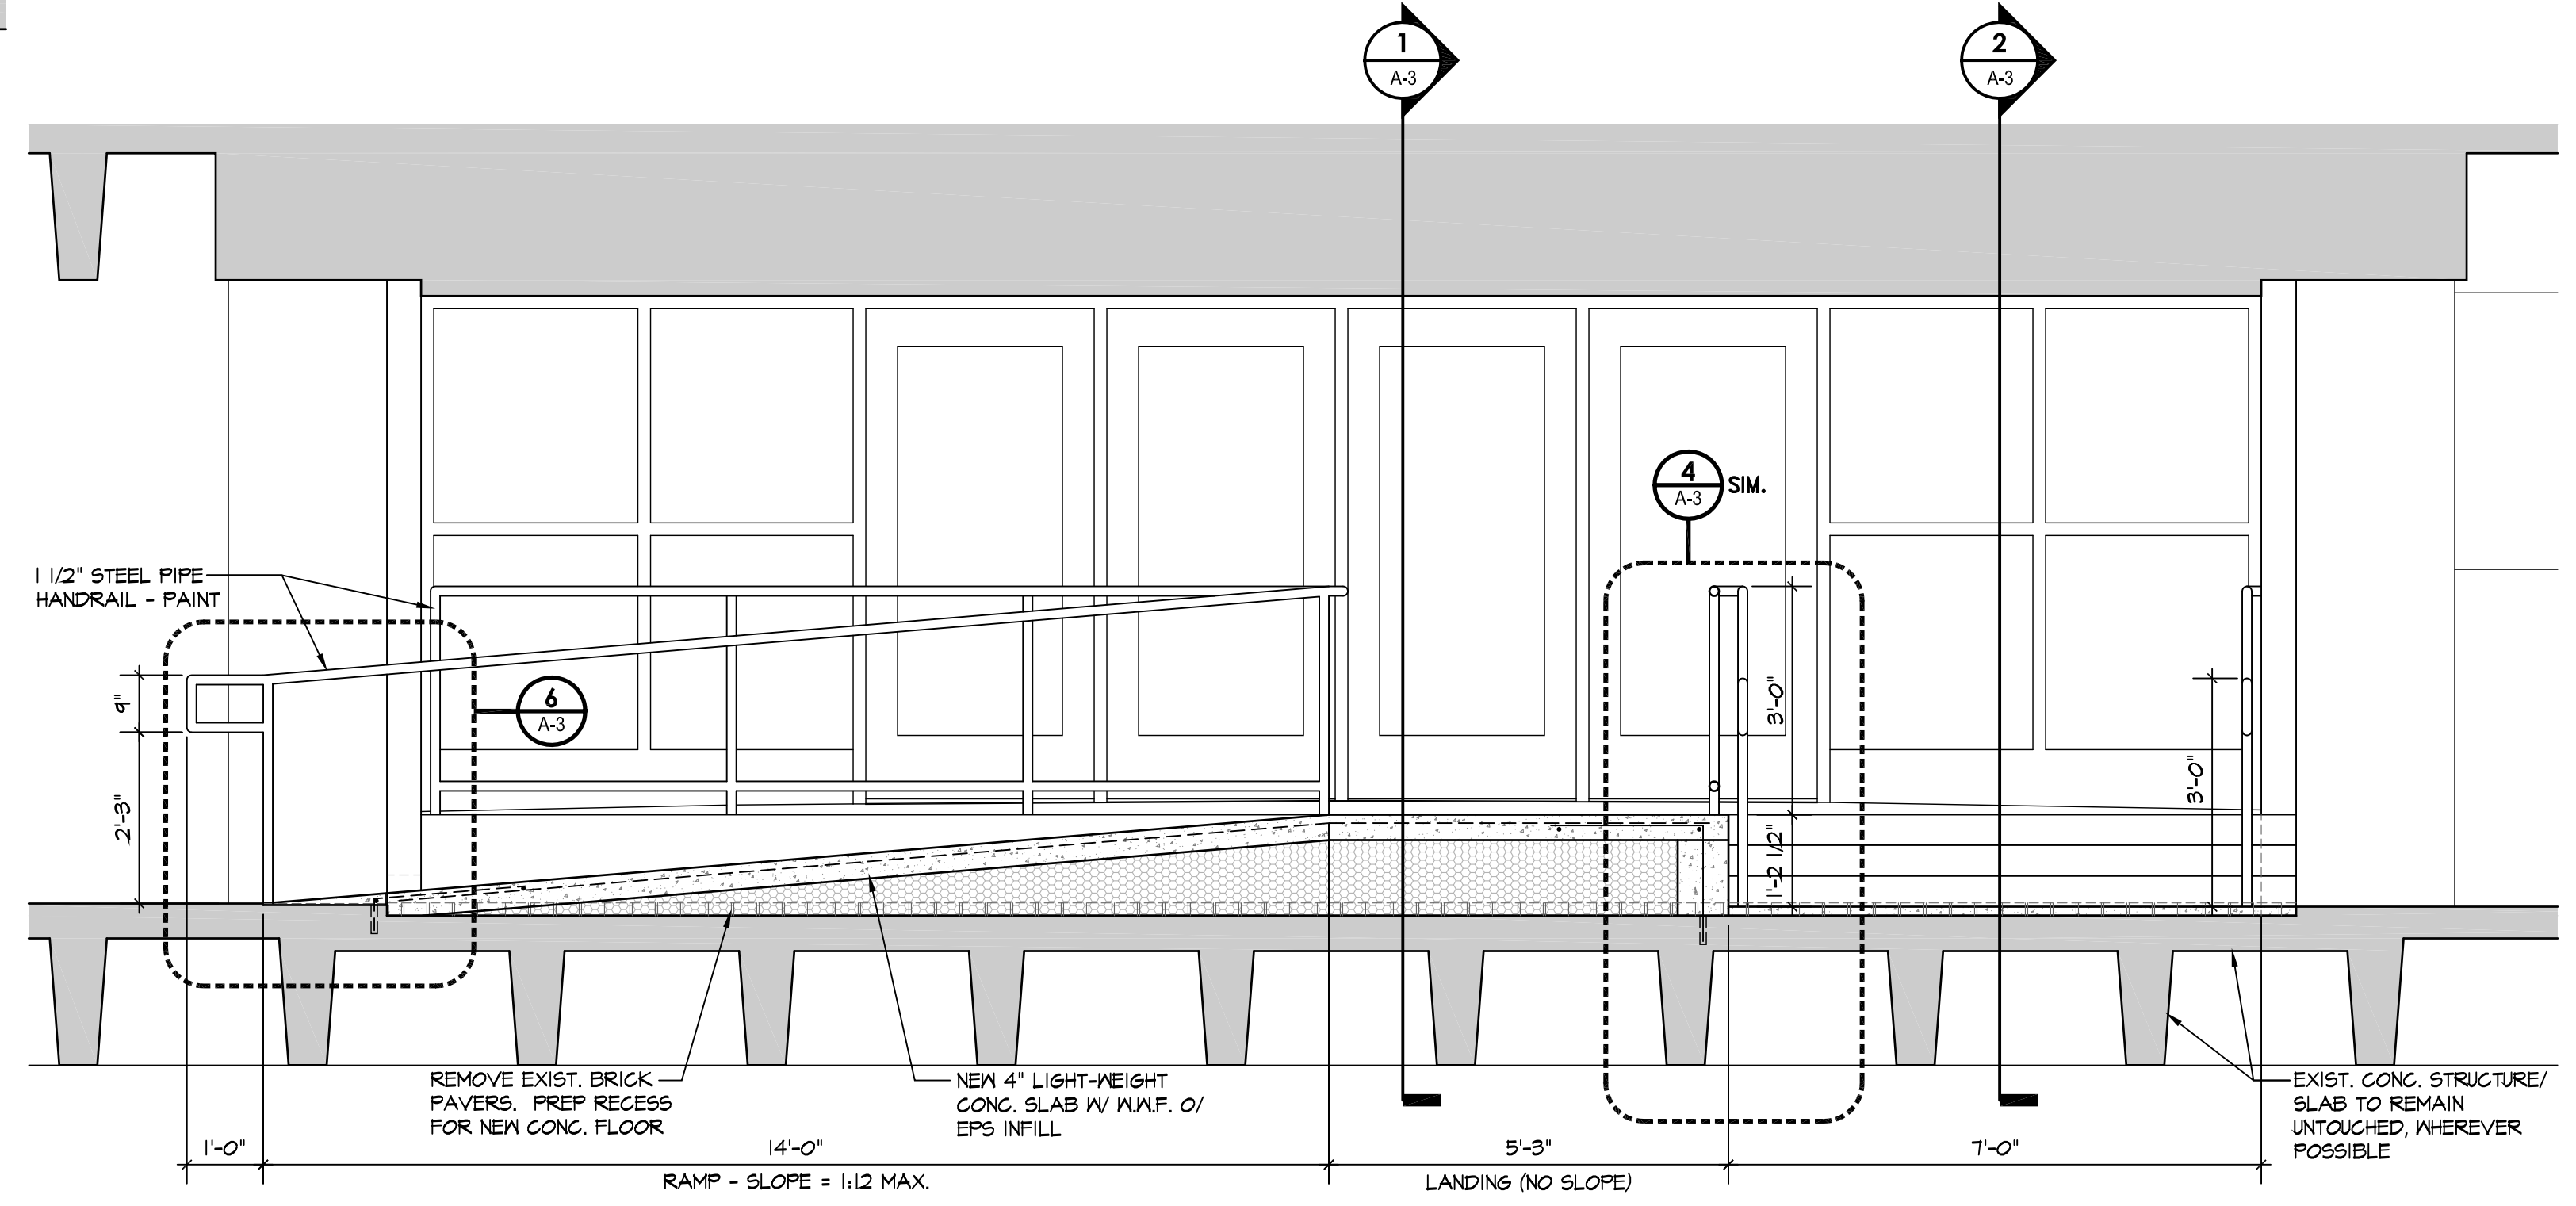 1
A-3
2
A-3
4
A-3
SIM.
1 1/2" STEEL PIPE
HANDRAIL - PAINT
6
A-3
9"
2'-3"
3'-0"
1'-2 1/2"
3'-0"
REMOVE EXIST. BRICK
PAVERS. PREP RECESS
FOR NEW CONC. FLOOR
NEW 4" LIGHT-WEIGHT
CONC. SLAB W/ W.W.F. O/
EPS INFILL
EXIST. CONC. STRUCTURE/
SLAB TO REMAIN
UNTOUCHED, WHEREVER
POSSIBLE
1'-0"
14'-0"
5'-3"
7'-0"
RAMP - SLOPE = 1:12 MAX.
LANDING (NO SLOPE)